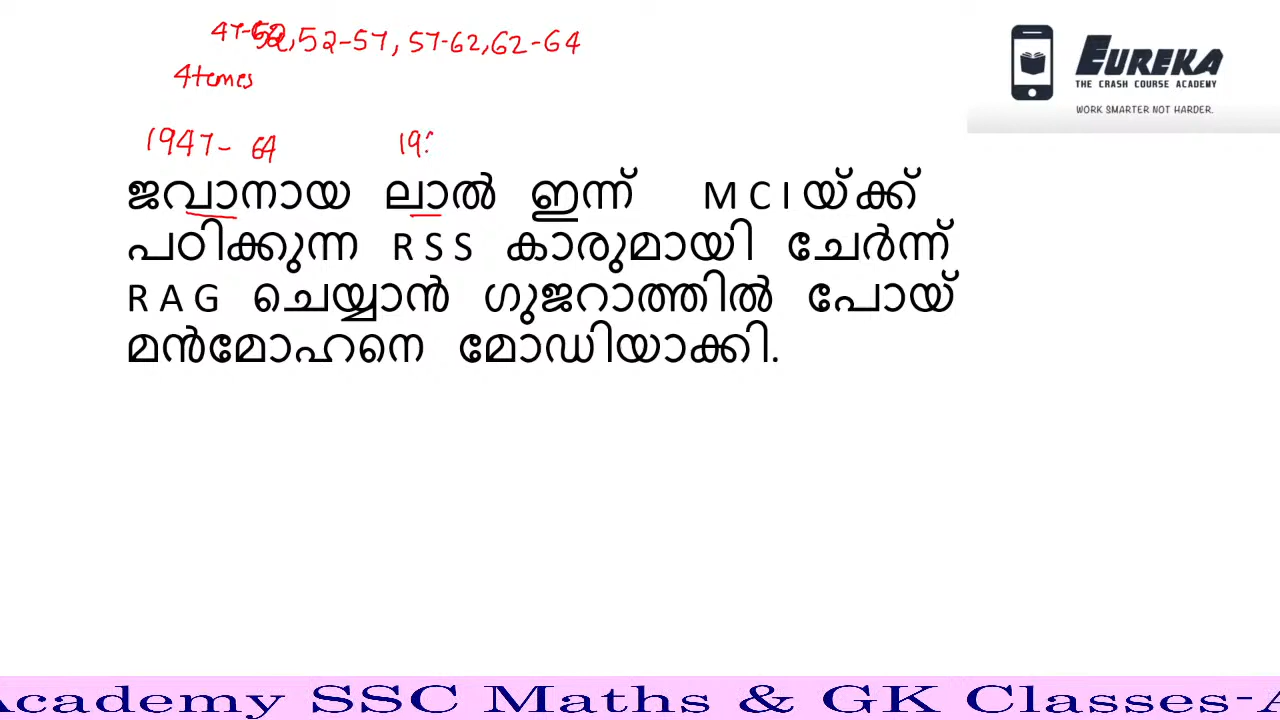 47-52,52-57, 57-62,62-64
4temes
1947- 64
ജവാനായ ലാൽ ഇന്ന് MCIയ്ക്ക്
പഠിക്കുന്ന RSS കാരുമായി ചേർന്ന്
RAG ചെയ്യാൻ ഗുജറാത്തിൽ പോയ്
മൻമോഹനെ മോഡിയാക്കി.
EUREKA
THE CRASH COURSE ACADEMY
WORK SMARTER NOT HARDER.
Academy SSC Maths & GK Classes-A